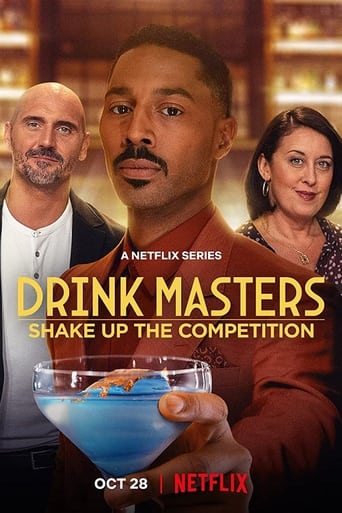 A NETFLIX SERIES
DRINK MASTERS
SHAKE UP THE COMPETITION
OCT 28 NETFLIX